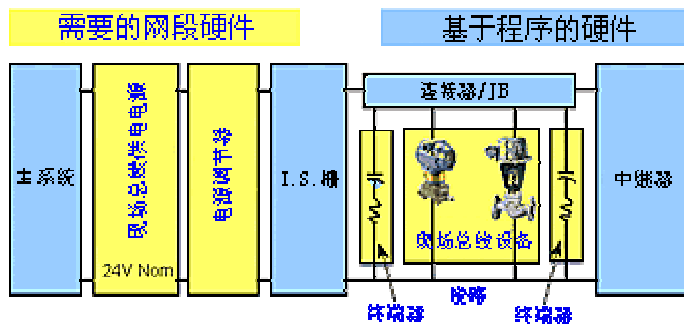 需要的网段硬件
基于程序的硬件
主系统
现场总线供电电源
24V Nom
电源调节器
I.S.栅
连接器/JB
现场总线设备
中继器
终端器
终端器